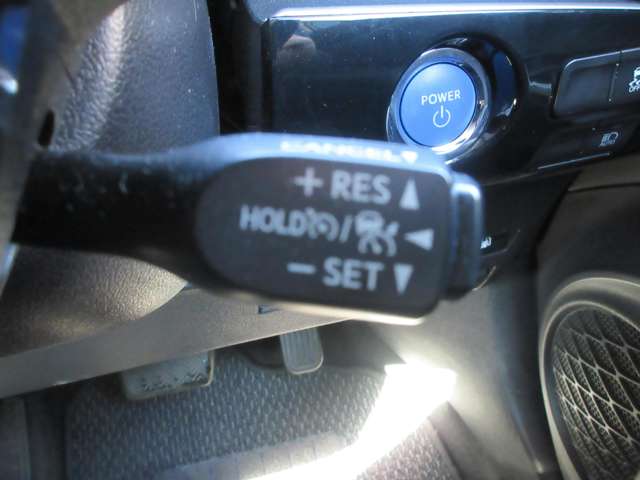 POWER
CANCEL ▼
+ RES ▲
HOLD / ◀
− SET ▼